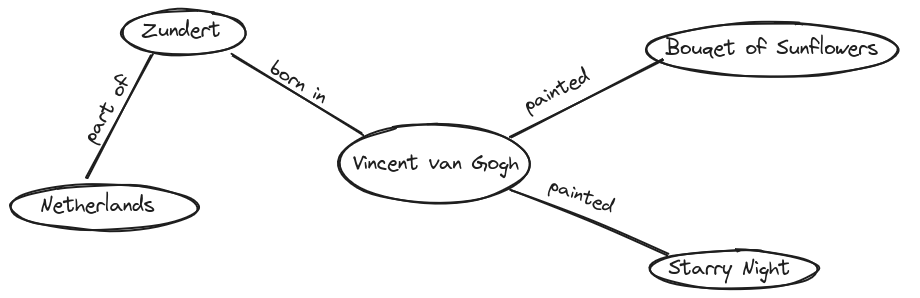 Zundert
Bouqet of Sunflowers
born in
painted
part of
Vincent van Gogh
Netherlands
painted
Starry Night